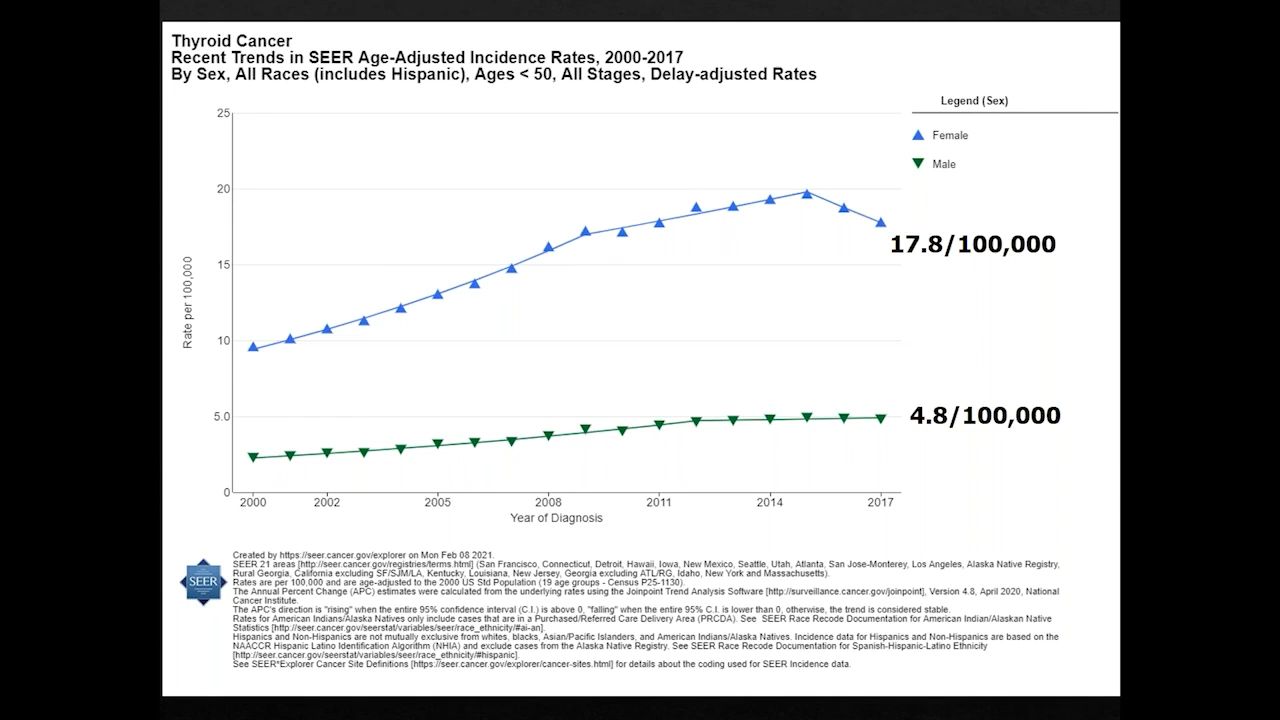 Thyroid Cancer
Recent Trends in SEER Age-Adjusted Incidence Rates, 2000-2017
By Sex, All Races (includes Hispanic), Ages < 50, All Stages, Delay-adjusted Rates
Legend (Sex)
Female
Male
25
20
15
10
5.0
0
Rate per 100,000
17.8/100,000
4.8/100,000
2000 2002 2005 2008 2011 2014 2017
Year of Diagnosis
SEER
Created by https://seer.cancer.gov/explorer on Mon Feb 08 2021.
SEER 21 areas [http://seer.cancer.gov/registries/terms.html] (San Francisco, Connecticut, Detroit, Hawaii, Iowa, New Mexico, Seattle, Utah, Atlanta, San Jose-Monterey, Los Angeles, Alaska Native Registry,
Rural Georgia, California excluding SF/SJM/LA, Kentucky, Louisiana, New Jersey, Georgia excluding ATL/RG, Idaho, New York and Massachusetts).
Rates are per 100,000 and are age-adjusted to the 2000 US Std Population (19 age groups - Census P25-1130).
The Annual Percent Change (APC) estimates were calculated from the underlying rates using the Joinpoint Trend Analysis Software [http://surveillance.cancer.gov/joinpoint], Version 4.8, April 2020, National
Cancer Institute.
The APC's direction is "rising" when the entire 95% confidence interval (C.I.) is above 0, "falling" when the entire 95% C.I. is lower than 0, otherwise, the trend is considered stable.
Rates for American Indians/Alaska Natives only include cases that are in a Purchased/Referred Care Delivery Area (PRCDA). See SEER Race Recode Documentation for American Indian/Alaskan Native
Statistics [http://seer.cancer.gov/seerstat/variables/seer/race_ethnicity/#ai-an].
Hispanics and Non-Hispanics are not mutually exclusive from whites, blacks, Asian/Pacific Islanders, and American Indians/Alaska Natives. Incidence data for Hispanics and Non-Hispanics are based on the
NAACCR Hispanic Latino Identification Algorithm (NHIA) and exclude cases from the Alaska Native Registry. See SEER Race Recode Documentation for Spanish-Hispanic-Latino Ethnicity
[http://seer.cancer.gov/seerstat/variables/seer/race_ethnicity/#hispanic].
See SEER*Explorer Cancer Site Definitions [https://seer.cancer.gov/explorer/cancer-sites.html] for details about the coding used for SEER Incidence data.